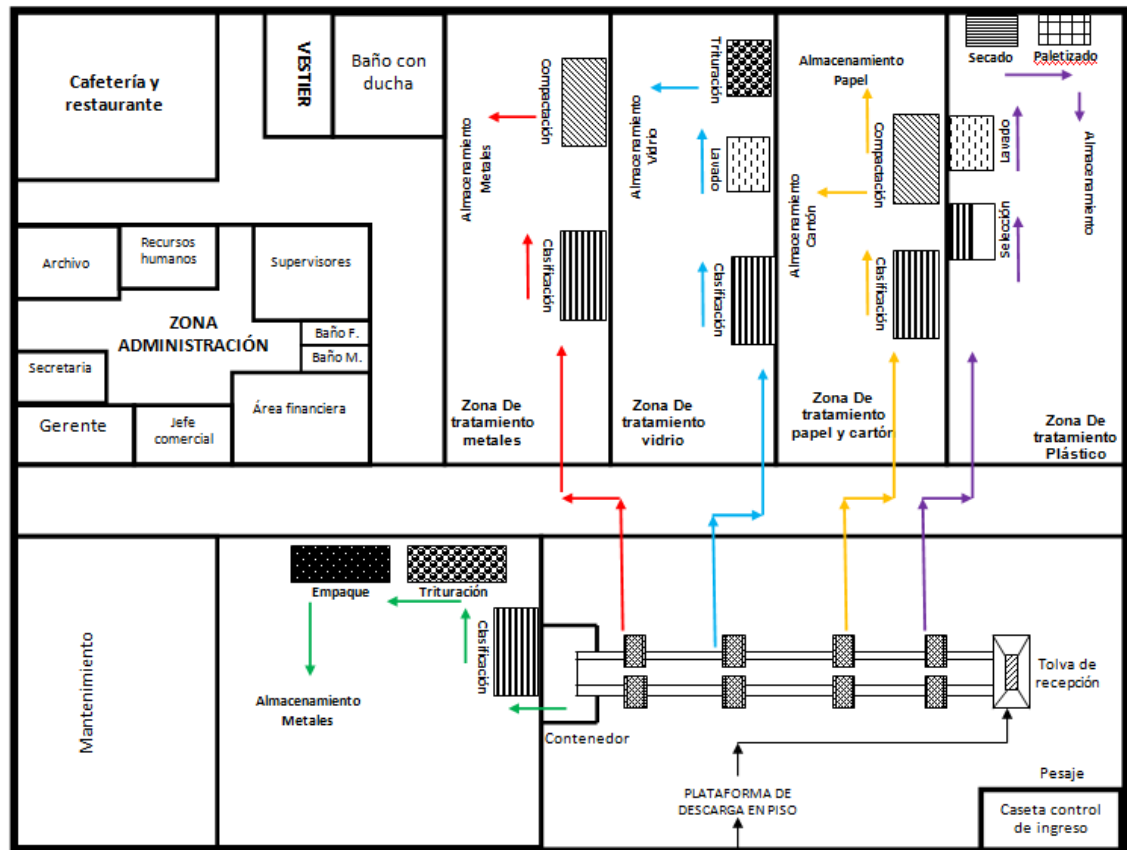 Cafetería y
restaurante
VESTIER
Baño con
ducha
Archivo
Recursos
humanos
Supervisores
ZONA
ADMINISTRACIÓN
Baño F.
Baño M.
Secretaria
Gerente
Jefe
comercial
Área financiera
Compactación
Almacenamiento
Metales
Clasificación
Zona De
tratamiento
metales
Trituración
Almacenamiento
Vidrio
Lavado
Clasificación
Zona De
tratamiento
vidrio
Almacenamiento
Papel
Compactación
Almacenamiento
Cartón
Clasificación
Zona De
tratamiento
papel y cartón
Secado
Paletizado
Lavado
Almacenamiento
selección
Zona De
tratamiento
Plástico
Mantenimiento
Empaque
Trituración
Clasificación
Almacenamiento
Metales
Contenedor
Tolva de
recepción
PLATAFORMA DE
DESCARGA EN PISO
Pesaje
Caseta control
de ingreso